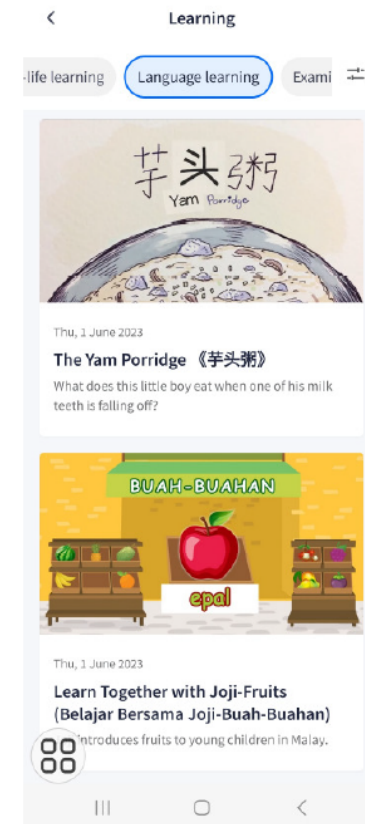 Learning
-life learning
Language learning
Exami
芋头粥
Yam Porridge
Thu, 1 June 2023
The Yam Porridge 《芋头粥》
What does this little boy eat when one of his milk
teeth is falling off?
BUAH-BUAHAN
epal
Thu, 1 June 2023
Learn Together with Joji-Fruits
(Belajar Bersama Joji-Buah-Buahan)
introduces fruits to young children in Malay.